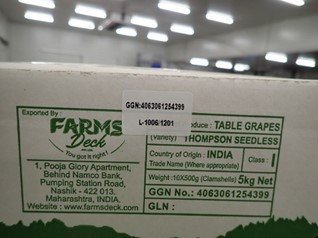 GGN:4063061254399
L-1006/1201
Exported By :
FARMS
Deck
You got it right!
1, Pooja Glory Apartment,
Behind Namco Bank,
Pumping Station Road,
Nashik - 422 013.
Maharashtra, INDIA.
Website : www.farmsdeck.com
oduce : TABLE GRAPES
(Variety) THOMPSON SEEDLESS
Country of Origin : INDIA
Trade Name (Where appropriate)
Class : I
Weight :10X500g (Clamshells) 5kg Net
GGN No.: 4063061254399
GLN :